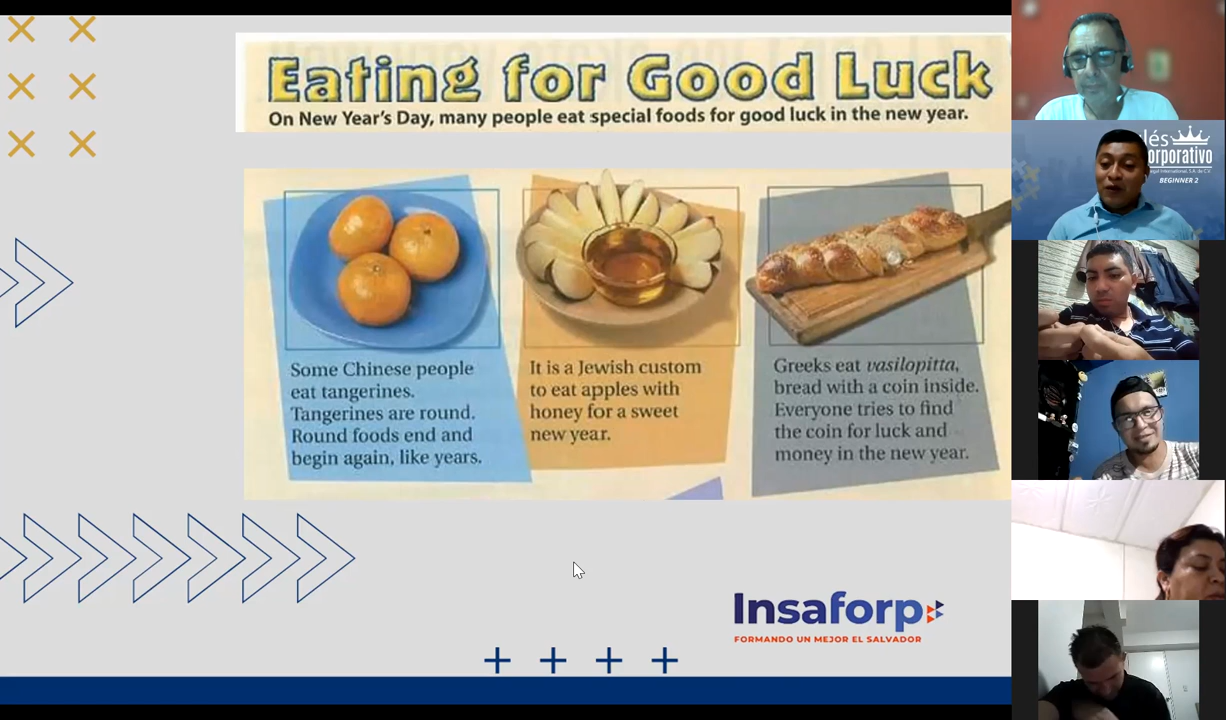 Eating for Good Luck
On New Year's Day, many people eat special foods for good luck in the new year.
Some Chinese people
eat tangerines.
Tangerines are round.
Round foods end and
begin again, like years.
It is a Jewish custom
to eat apples with
honey for a sweet
new year.
Greeks eat vasilopitta,
bread with a coin inside.
Everyone tries to find
the coin for luck and
money in the new year.
Insaforp
FORMANDO UN MEJOR EL SALVADOR
lés
orporativo
BEGINNER 2